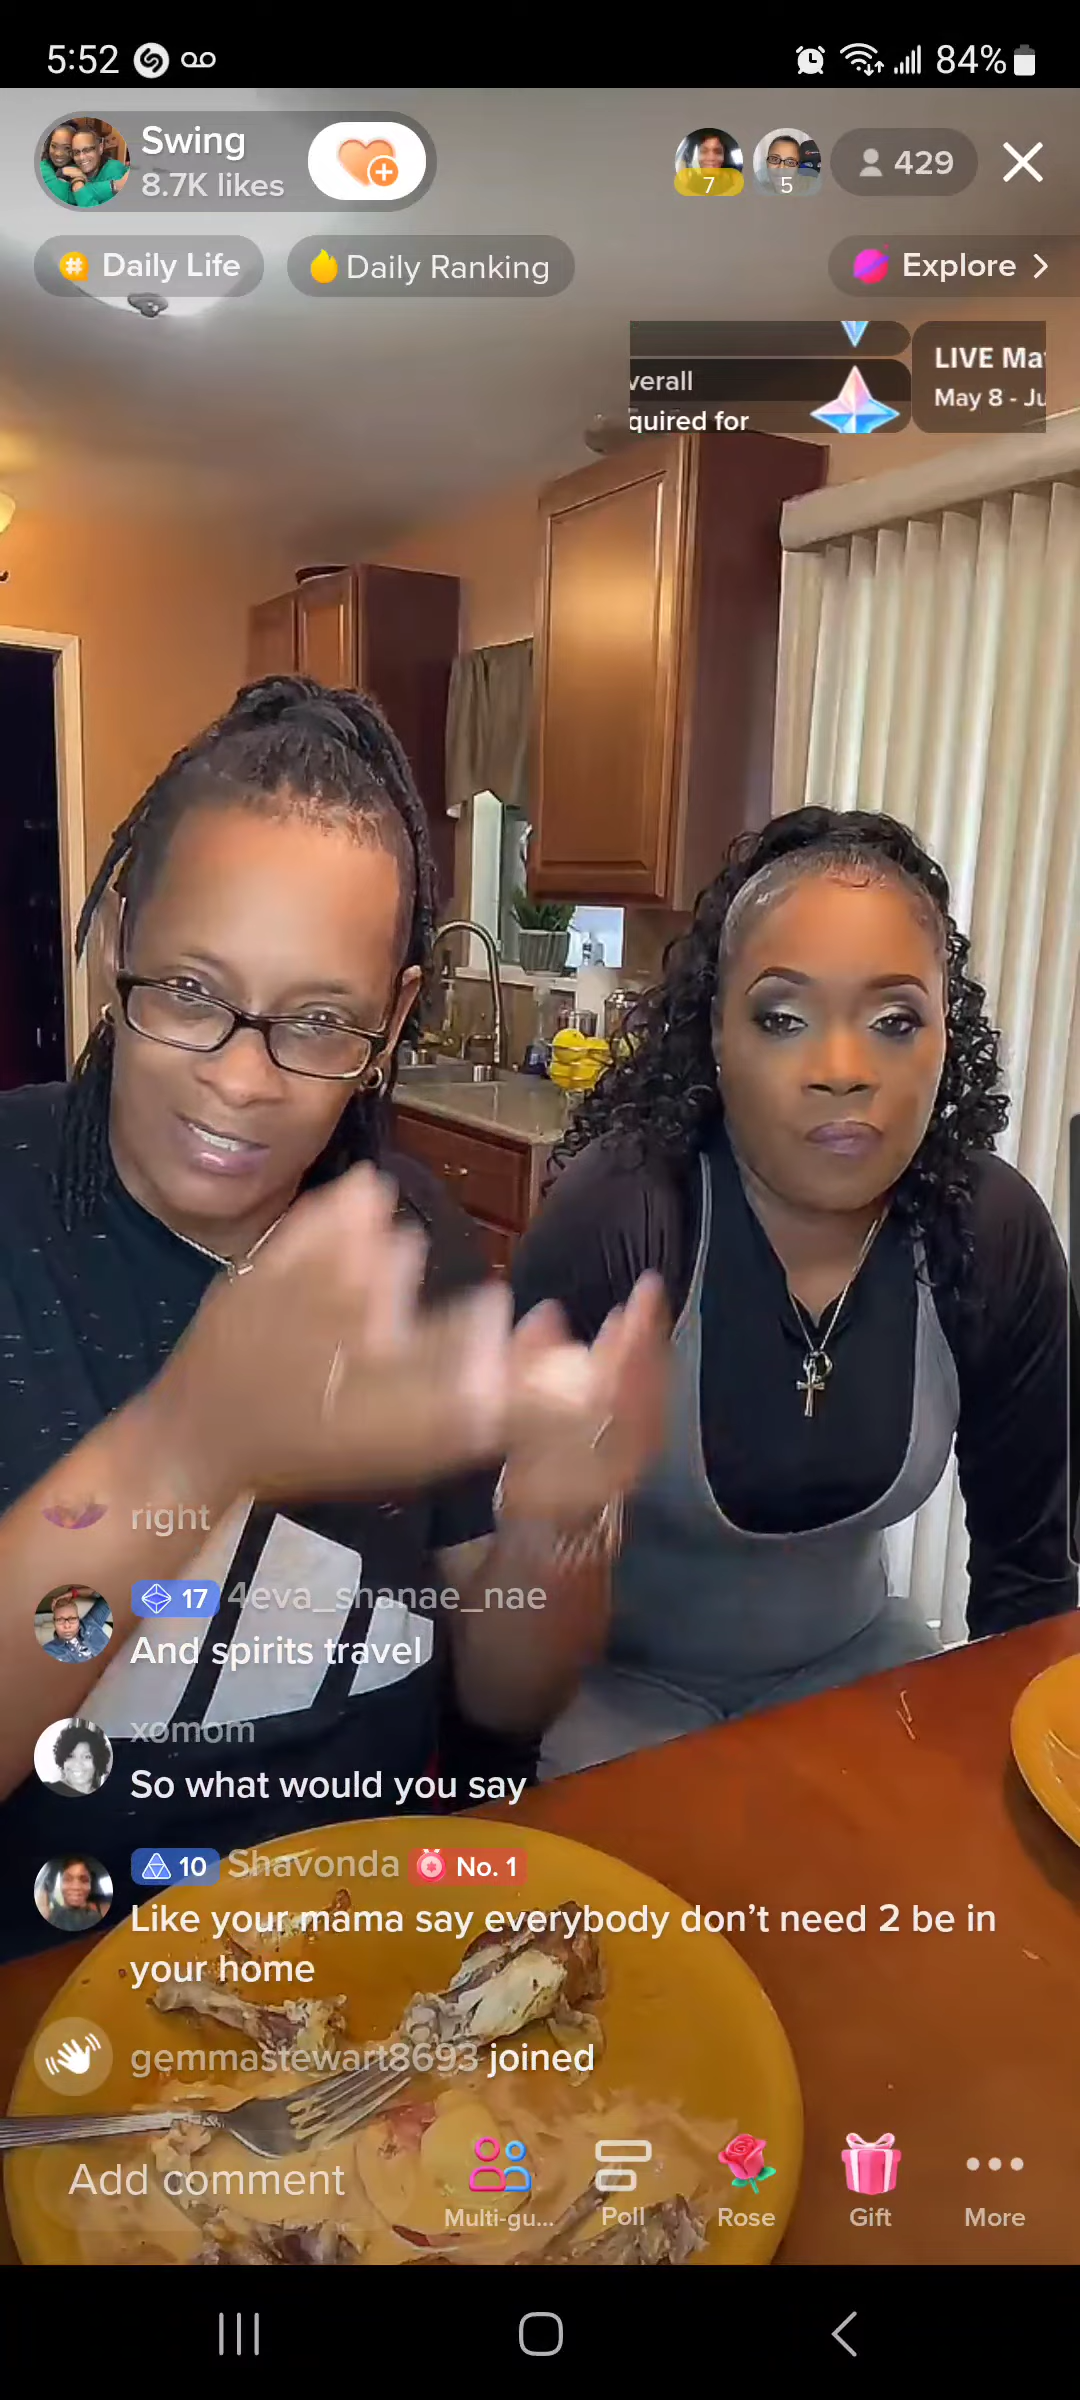 5:52
84%
Swing
8.7K likes
7
5
429
Daily Life
Daily Ranking
Explore
verall
quired for
LIVE Ma
May 8 - Ju
right
17 4eva_snanae_nae
And spirits travel
xomom
So what would you say
10 Shavonda No. 1
Like your mama say everybody don't need 2 be in
your home
gemmastewart8693 joined
Add comment
Multi-gu...
Poll
Rose
Gift
More